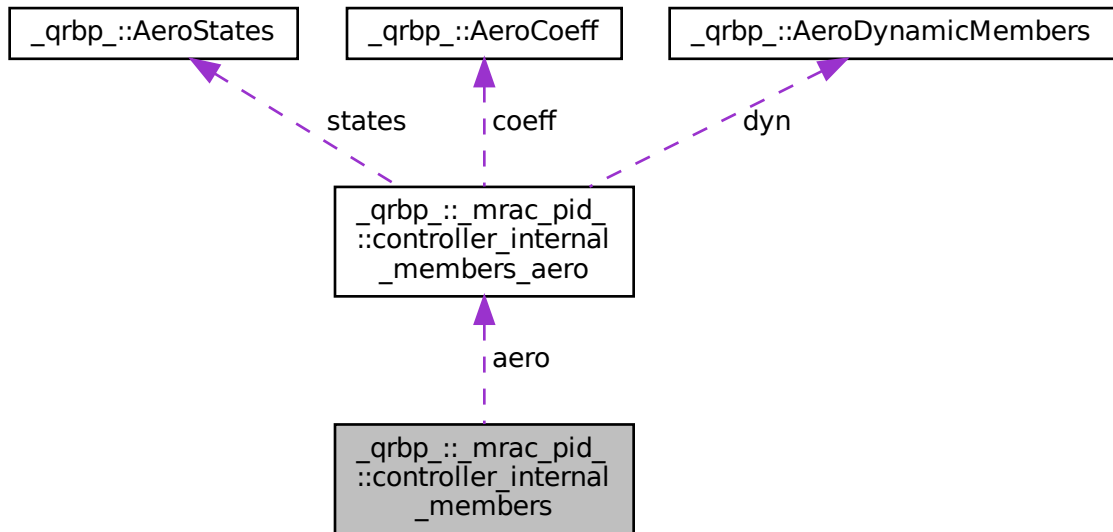 _qrbp_::AeroStates
_qrbp_::AeroCoeff
_qrbp_::AeroDynamicMembers
states
coeff
dyn
_qrbp_::_mrac_pid_
::controller_internal
_members_aero
aero
_qrbp_::_mrac_pid_
::controller_internal
_members